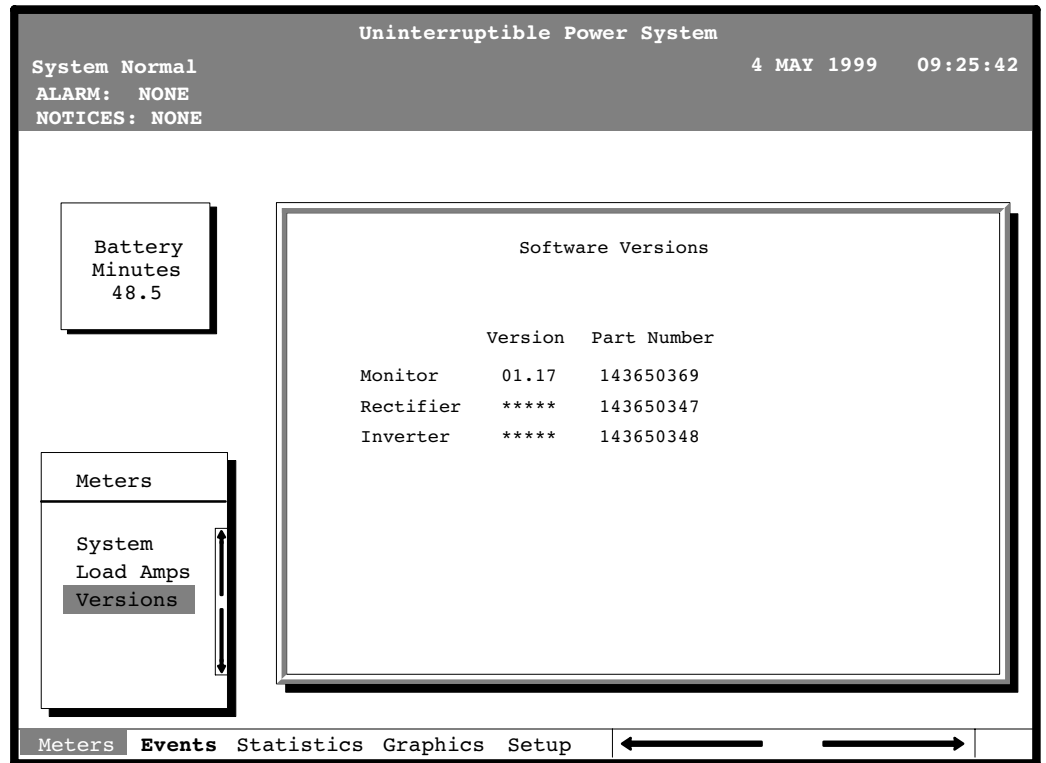 Uninterruptible Power System
System Normal 4 MAY 1999 09:25:42
ALARM: NONE
NOTICES: NONE
Battery
Minutes
48.5
Software Versions
Version Part Number
Monitor 01.17 143650369
Rectifier ***** 143650347
Inverter ***** 143650348
Meters
System
Load Amps
Versions
Meters Events Statistics Graphics Setup